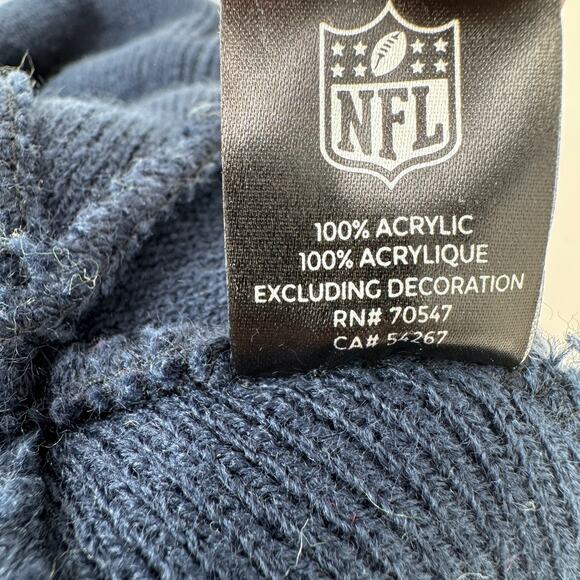 NFL
100% ACRYLIC
100% ACRYLIQUE
EXCLUDING DECORATION
RN# 70547
CA# 54267